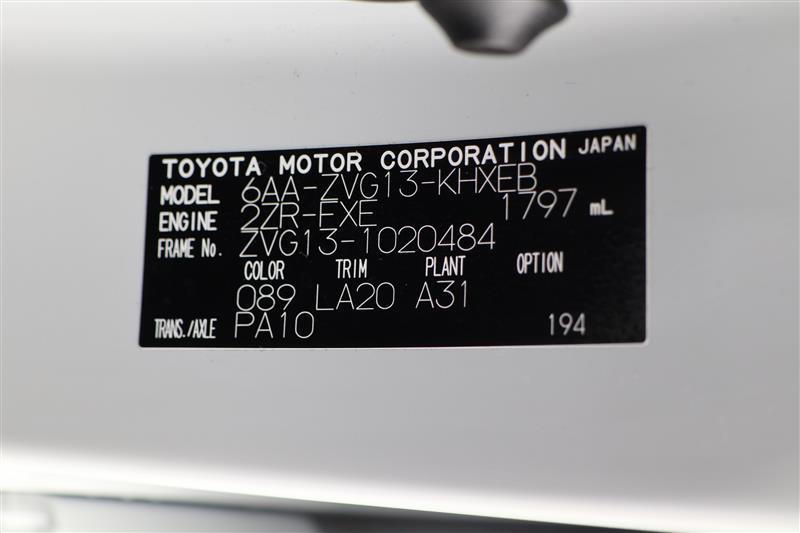 TOYOTA MOTOR CORPORATION JAPAN
MODEL 6AA-ZVG13-KHXEB
ENGINE 2ZR-FXE 1797 mL
FRAME No. ZVG13-1020484
COLOR TRIM PLANT OPTION
089 LA20 A31
TRANS./AXLE PA10 194